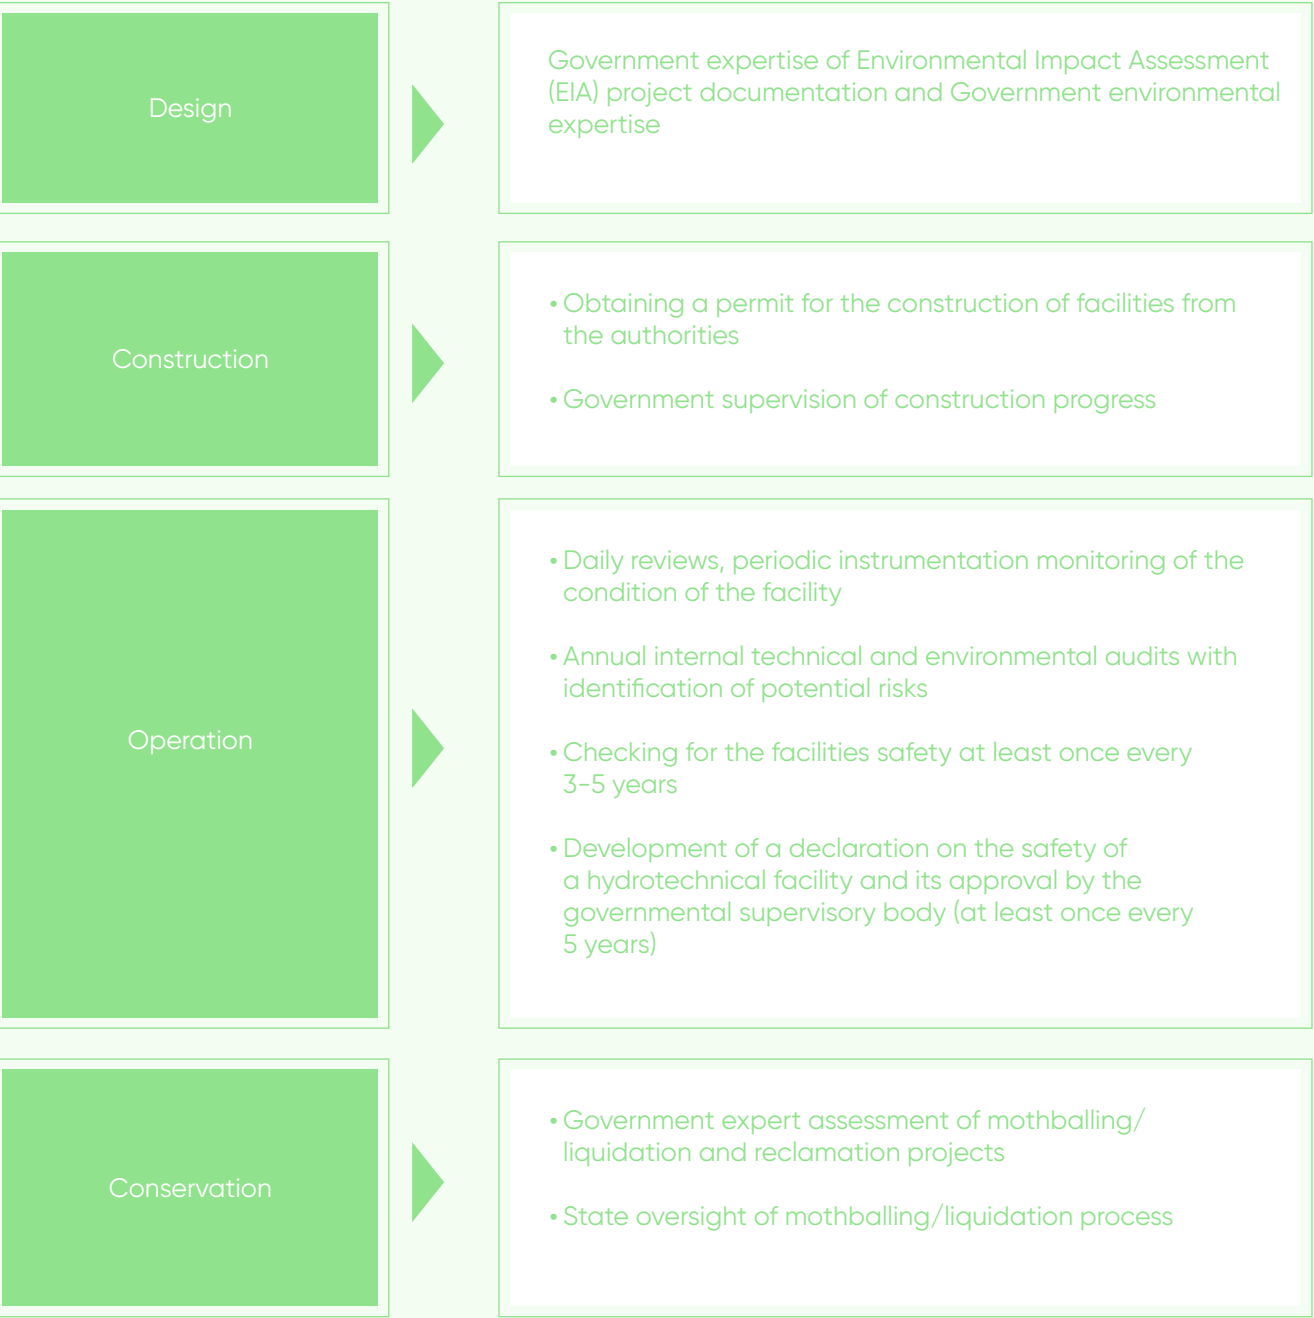 Design
Government expertise of Environmental Impact Assessment
(EIA) project documentation and Government environmental
expertise
Construction
• Obtaining a permit for the construction of facilities from
the authorities
• Government supervision of construction progress
Operation
• Daily reviews, periodic instrumentation monitoring of the
condition of the facility
• Annual internal technical and environmental audits with
identification of potential risks
• Checking for the facilities safety at least once every
3-5 years
• Development of a declaration on the safety of
a hydrotechnical facility and its approval by the
governmental supervisory body (at least once every
5 years)
Conservation
• Government expert assessment of mothballing/
liquidation and reclamation projects
• State oversight of mothballing/liquidation process